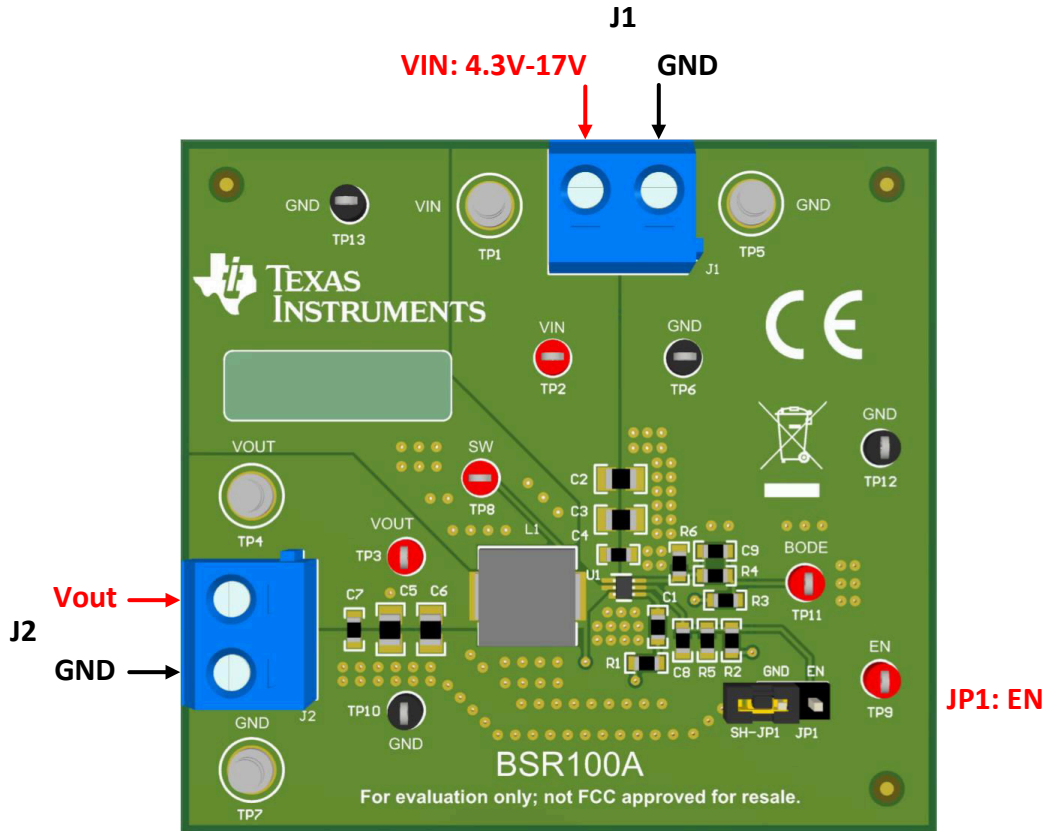 J1
VIN: 4.3V-17V GND
GND VIN GND
TP13 TP1 TP5
J1
TEXAS
INSTRUMENTS
CE
VIN GND
TP2 TP6
GND
TP12
VOUT SW
TP4 TP8
C2
C3
C4
L1
VOUT
TP3
R6
C9
R4
R3
BODE
TP11
U1
C1
C7 C5 C6
Vout
J2
GND
R1 C8 R5 R2
GND EN
EN
TP9
JP1: EN
SH-JP1 JP1
J2
GND
TP7
TP10
GND
BSR100A
For evaluation only; not FCC approved for resale.